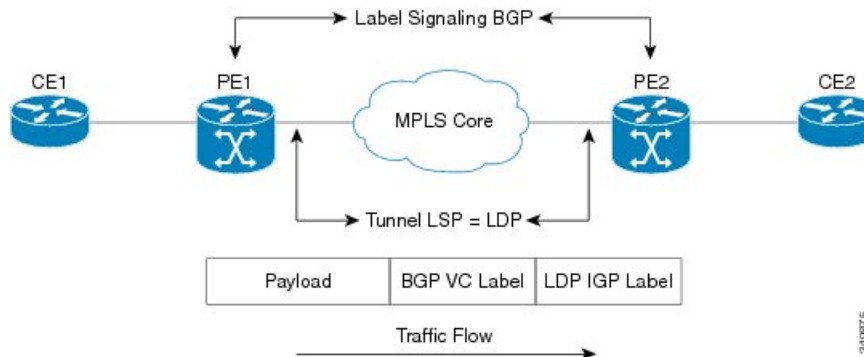 Label Signaling BGP
CE1
PE1
PE2
CE2
MPLS Core
Tunnel LSP = LDP
Payload
BGP VC Label
LDP IGP Label
Traffic Flow